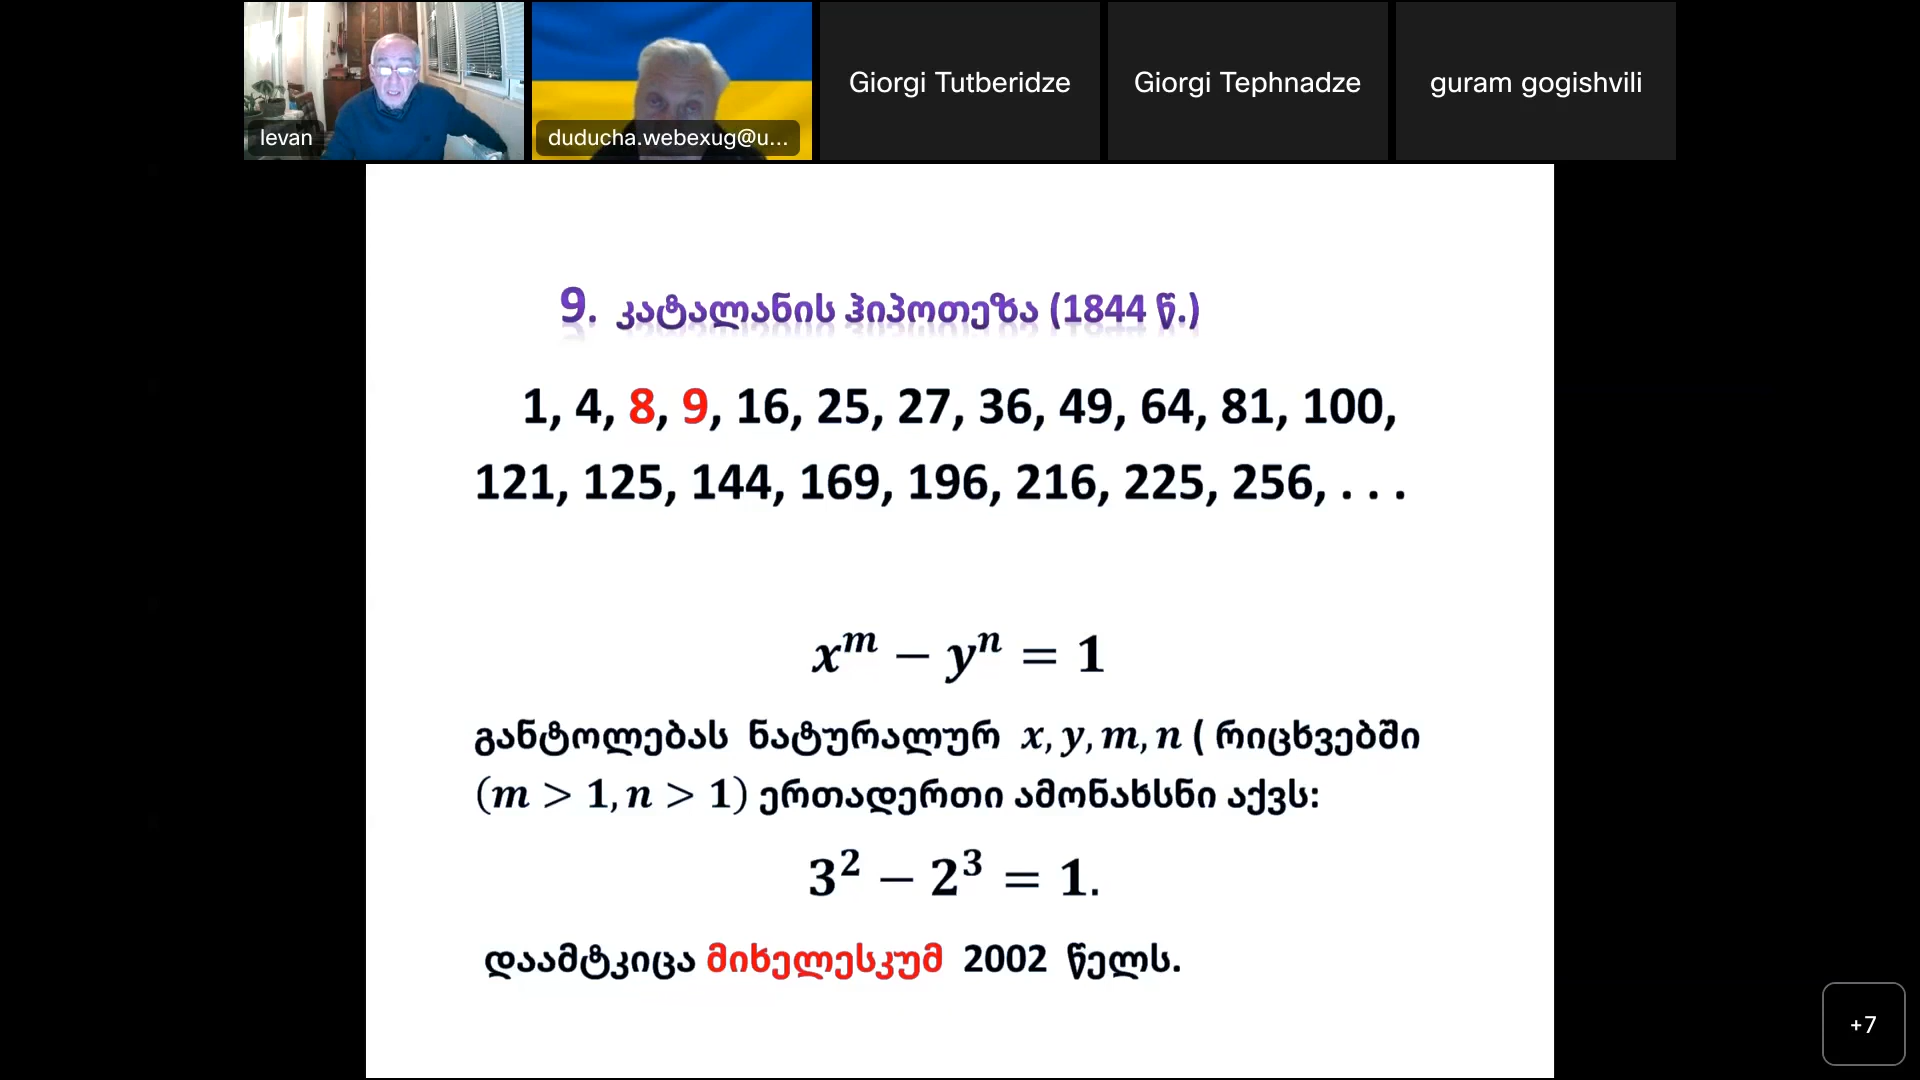 levan
duducha.webexug@u...
Giorgi Tutberidze
Giorgi Tephnadze
guram gogishvili
9. კატალანის ჰიპოთეზა (1844 წ.)
1, 4, 8, 9, 16, 25, 27, 36, 49, 64, 81, 100,
121, 125, 144, 169, 196, 216, 225, 256, . . .
xᵐ − yⁿ = 1
განტოლებას ნატურალურ x, y, m, n ( რიცხვებში
(m > 1, n > 1) ერთადერთი ამონახსნი აქვს:
3² − 2³ = 1.
დაამტკიცა მიხელესკუმ 2002 წელს.
+7